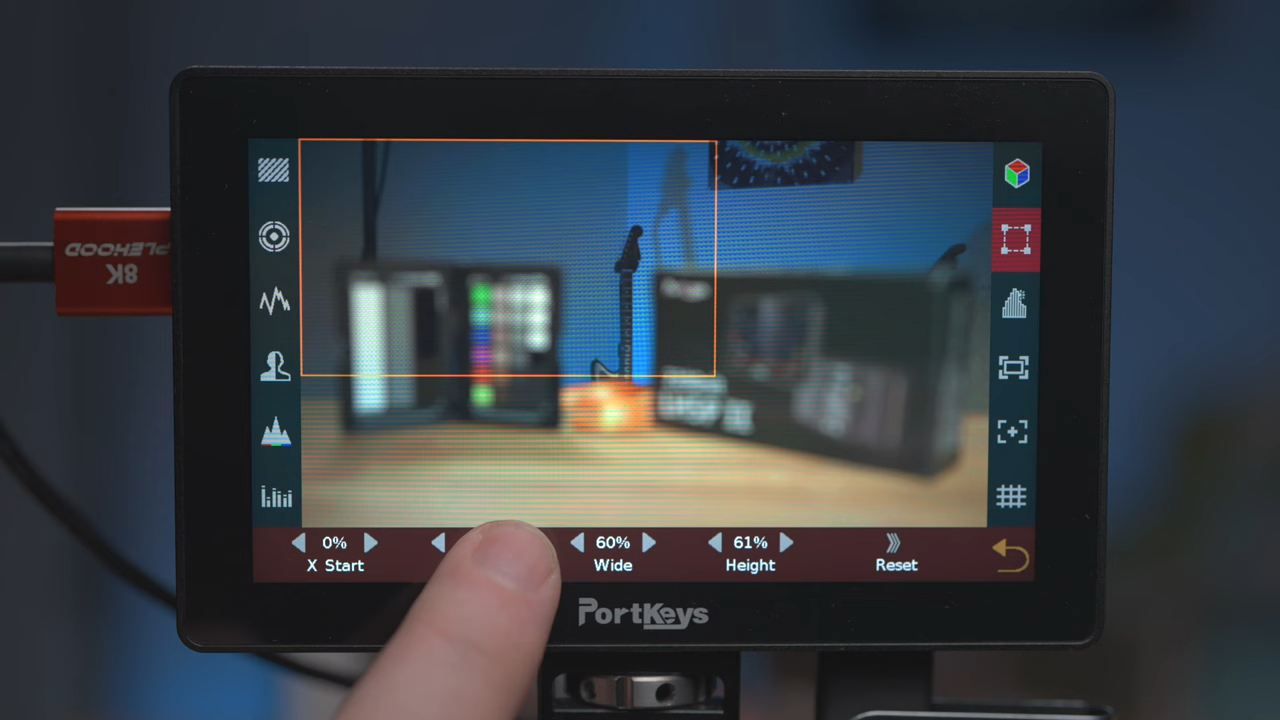 PLEHOOD
8K
0%
X Start
60%
Wide
61%
Height
Reset
PORTKEYS